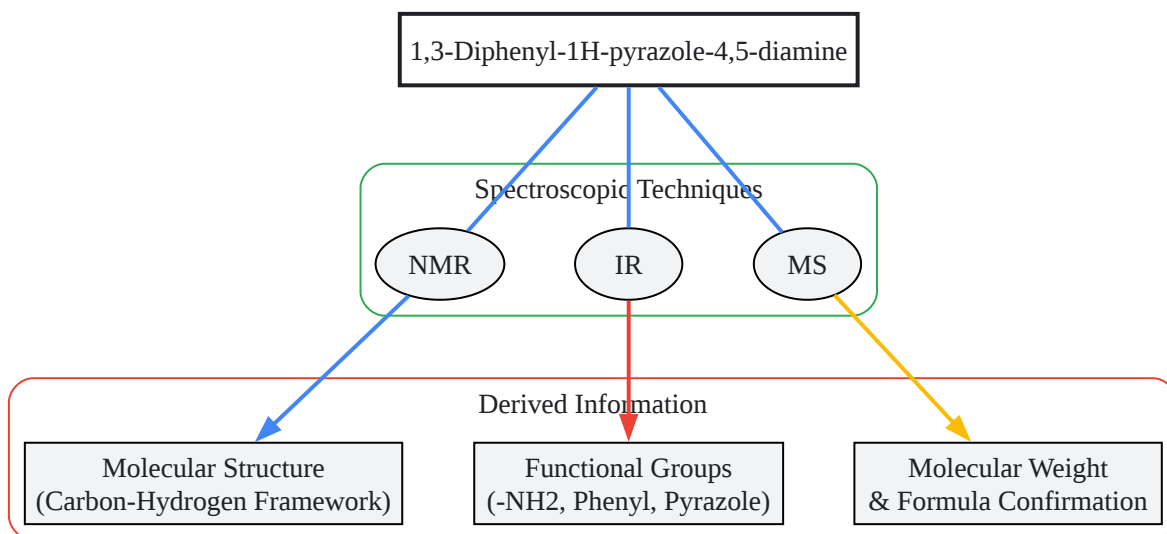 1,3-Diphenyl-1H-pyrazole-4,5-diamine
Spectroscopic Techniques
NMR
IR
MS
Derived Information
Molecular Structure
(Carbon-Hydrogen Framework)
Functional Groups
(-NH2, Phenyl, Pyrazole)
Molecular Weight
& Formula Confirmation